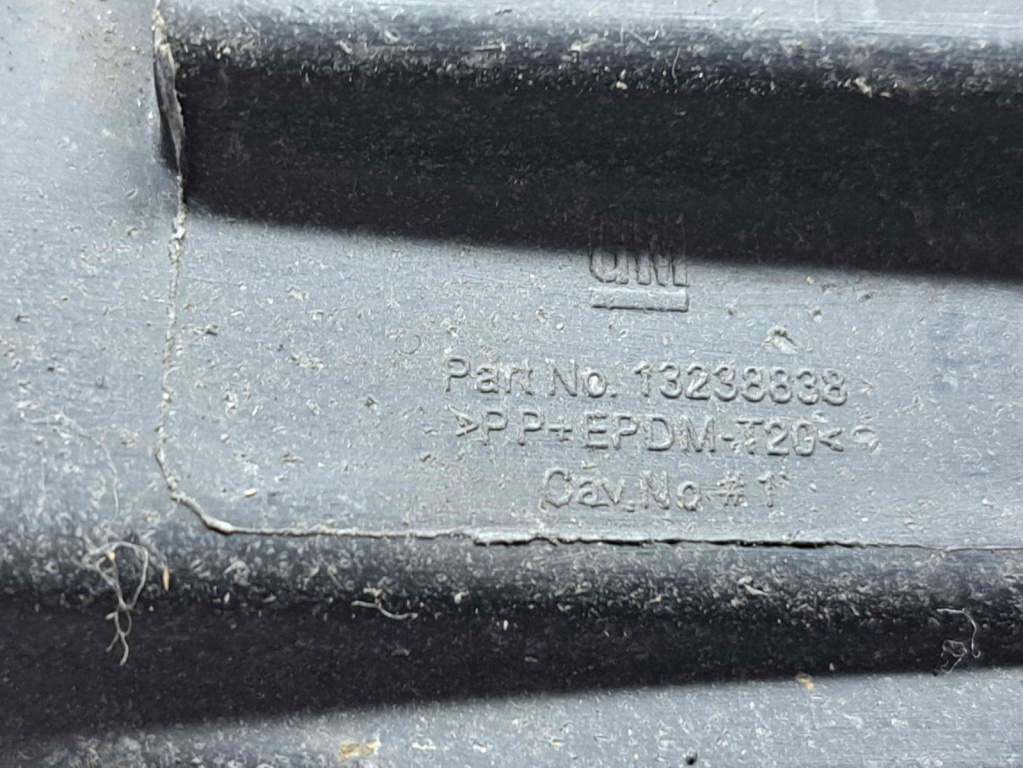 GM
Part No. 13238838
>PP+EPDM-T20<
Cav.No.#1